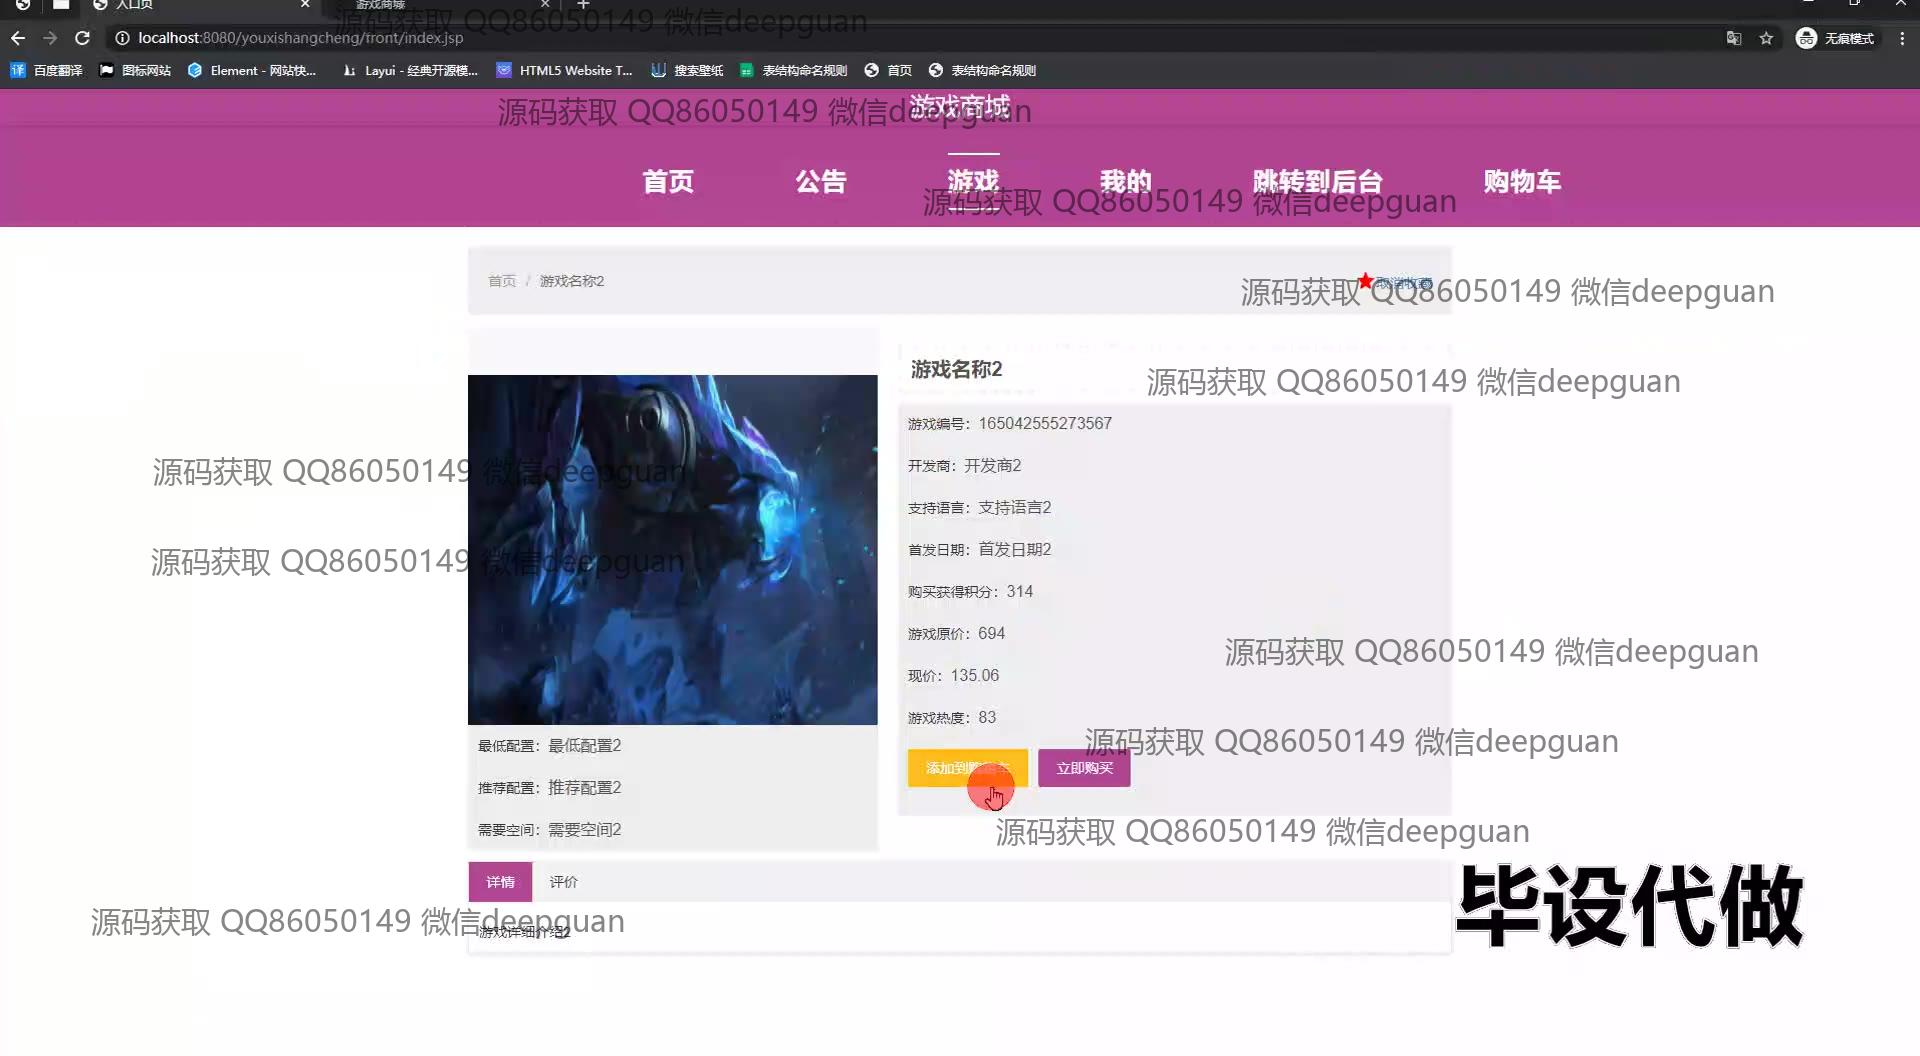 入口页
游戏商城
源码获取 QQ86050149 微信deepguan
localhost:8080/youxishangcheng/front/index.jsp
无痕模式
百度翻译
图标网站
Element - 网站快...
Layui - 经典开源模...
HTML5 Website T...
搜索壁纸
表结构命名规则
首页
表结构命名规则
游戏商城
源码获取 QQ86050149 微信deepguan
首页
公告
游戏
我的
跳转到后台
购物车
源码获取 QQ86050149 微信deepguan
首页 / 游戏名称2
取消收藏
源码获取 QQ86050149 微信deepguan
游戏名称2
源码获取 QQ86050149 微信deepguan
游戏编号：165042555273567
开发商：开发商2
源码获取 QQ86050149 微信deepguan
支持语言：支持语言2
首发日期：首发日期2
源码获取 QQ86050149 微信deepguan
购买获得积分：314
游戏原价：694
源码获取 QQ86050149 微信deepguan
现价：135.06
游戏热度：83
源码获取 QQ86050149 微信deepguan
最低配置：最低配置2
添加到购物车
立即购买
推荐配置：推荐配置2
需要空间：需要空间2
源码获取 QQ86050149 微信deepguan
详情
评价
毕设代做
源码获取 QQ86050149 微信deepguan
游戏详细介绍2